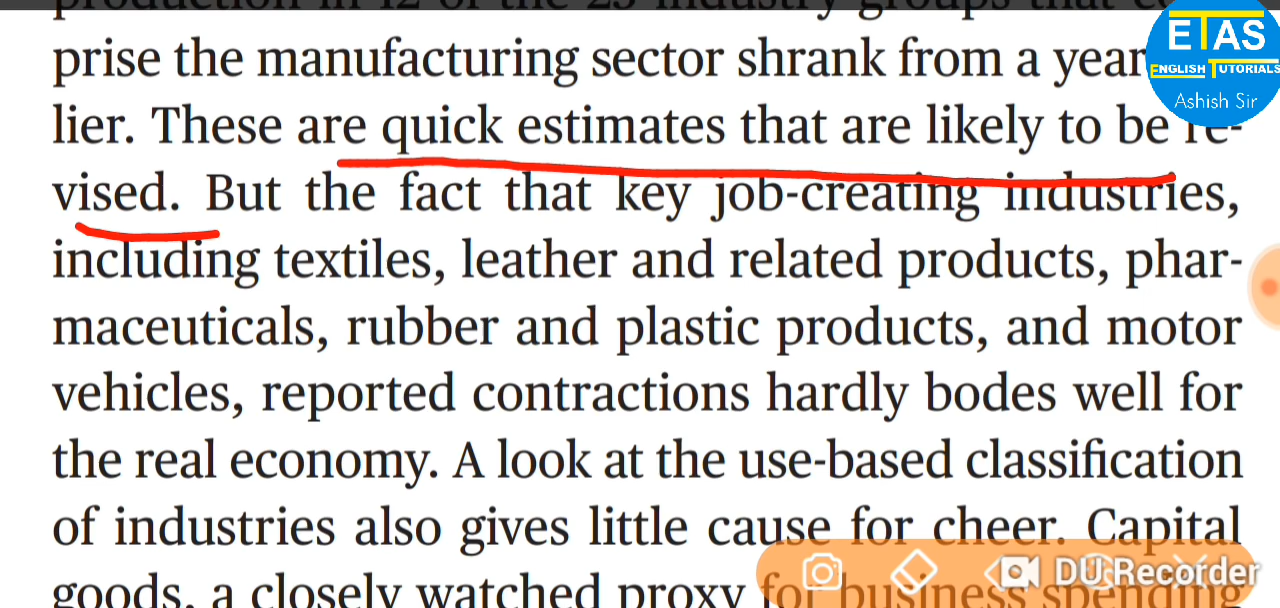 prise the manufacturing sector shrank from a year
lier. These are quick estimates that are likely to be re-
vised. But the fact that key job-creating industries,
including textiles, leather and related products, phar-
maceuticals, rubber and plastic products, and motor
vehicles, reported contractions hardly bodes well for
the real economy. A look at the use-based classification
of industries also gives little cause for cheer. Capital
goods, a closely watched proxy for business spending
ETAS
ENGLISH TUTORIALS
Ashish Sir
DU Recorder